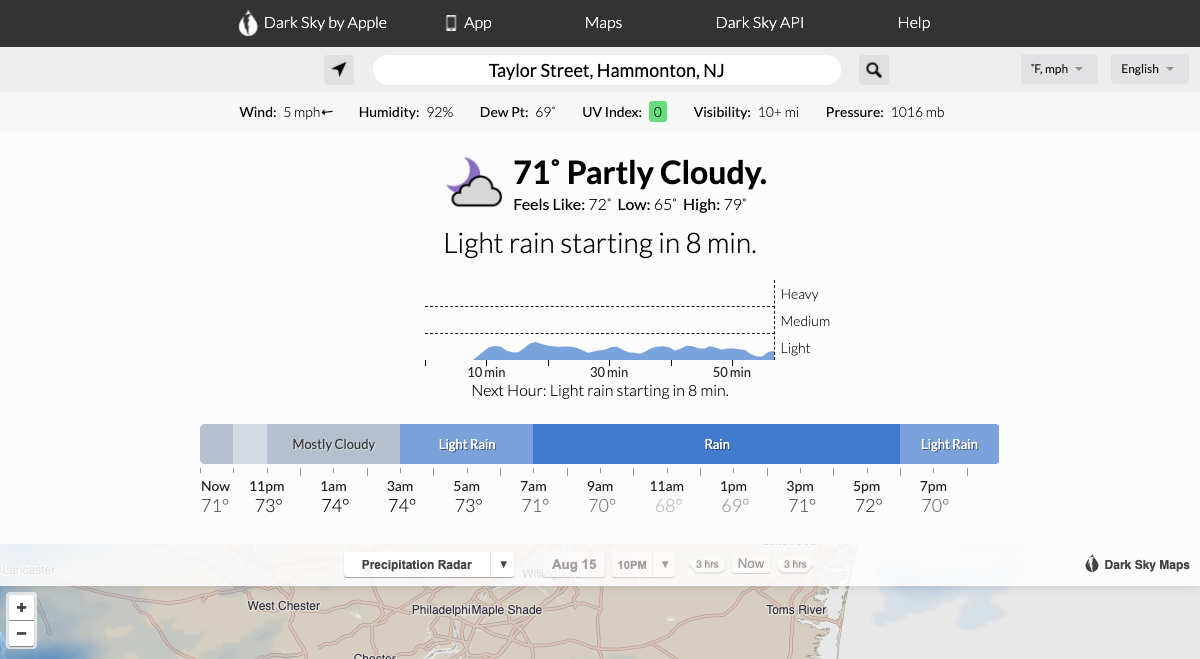 Dark Sky by Apple App Maps Dark Sky API Help
Taylor Street, Hammonton, NJ
˚F, mph English
Wind: 5 mph Humidity: 92% Dew Pt: 69˚ UV Index: 0 Visibility: 10+ mi Pressure: 1016 mb
71˚ Partly Cloudy.
Feels Like: 72˚ Low: 65˚ High: 79˚
Light rain starting in 8 min.
Heavy
Medium
Light
10 min 30 min 50 min
Next Hour: Light rain starting in 8 min.
Mostly Cloudy Light Rain Rain Light Rain
Now 11pm 1am 3am 5am 7am 9am 11am 1pm 3pm 5pm 7pm
71° 73° 74° 74° 73° 71° 70° 68° 69° 71° 72° 70°
Lancaster
Precipitation Radar Aug 15 10PM 3 hrs Now 3 hrs Dark Sky Maps
West Chester Philadelphi Maple Shade Toms River
+
−
Chester